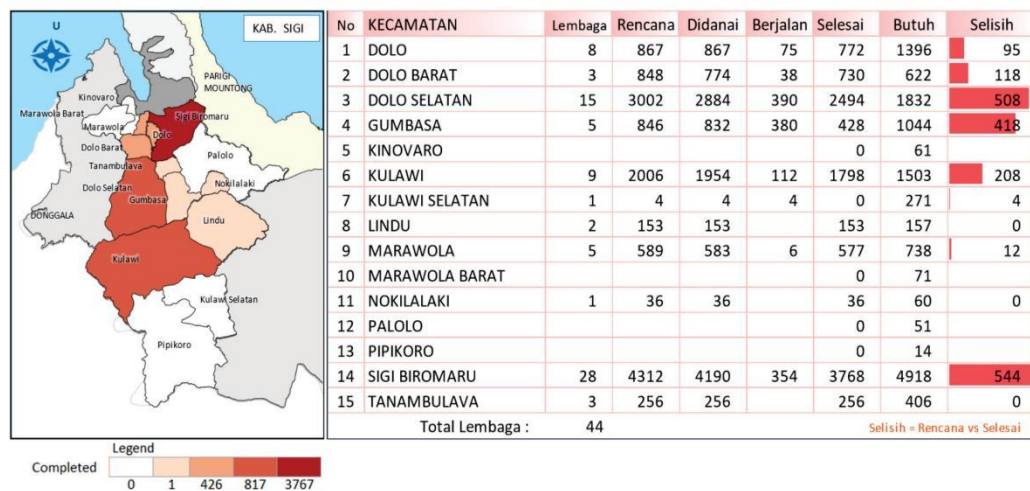 U
KAB. SIGI
PARIGI
MOUNTONG
Kinovaro
Marawola Barat
Sigi Biromaru
Marawola
Dolo
Dolo Barat
Palolo
Tanambulava
Dolo Selatan
Nokilalaki
Gumbasa
DONGGALA
Lindu
Kulawi
Kulawi Selatan
Pipikoro
Legend
Completed
0 1 426 817 3767
No KECAMATAN Lembaga Rencana Didanai Berjalan Selesai Butuh Selisih
1 DOLO 8 867 867 75 772 1396 95
2 DOLO BARAT 3 848 774 38 730 622 118
3 DOLO SELATAN 15 3002 2884 390 2494 1832 508
4 GUMBASA 5 846 832 380 428 1044 418
5 KINOVARO 0 61
6 KULAWI 9 2006 1954 112 1798 1503 208
7 KULAWI SELATAN 1 4 4 4 0 271 4
8 LINDU 2 153 153 153 157 0
9 MARAWOLA 5 589 583 6 577 738 12
10 MARAWOLA BARAT 0 71
11 NOKILALAKI 1 36 36 36 60 0
12 PALOLO 0 51
13 PIPIKORO 0 14
14 SIGI BIROMARU 28 4312 4190 354 3768 4918 544
15 TANAMBULAVA 3 256 256 256 406 0
Total Lembaga : 44
Selisih = Rencana vs Selesai